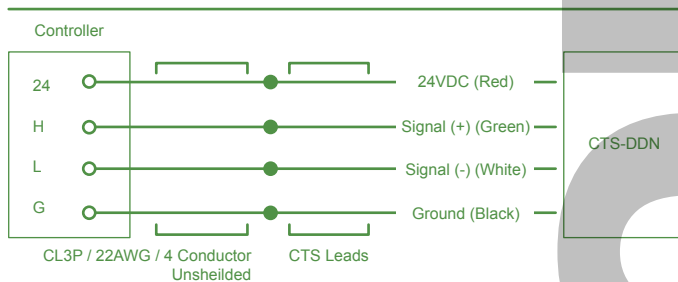 Controller
24
24VDC (Red)
H
Signal (+) (Green)
CTS-DDN
L
Signal (-) (White)
G
Ground (Black)
CL3P / 22AWG / 4 Conductor
Unsheilded
CTS Leads